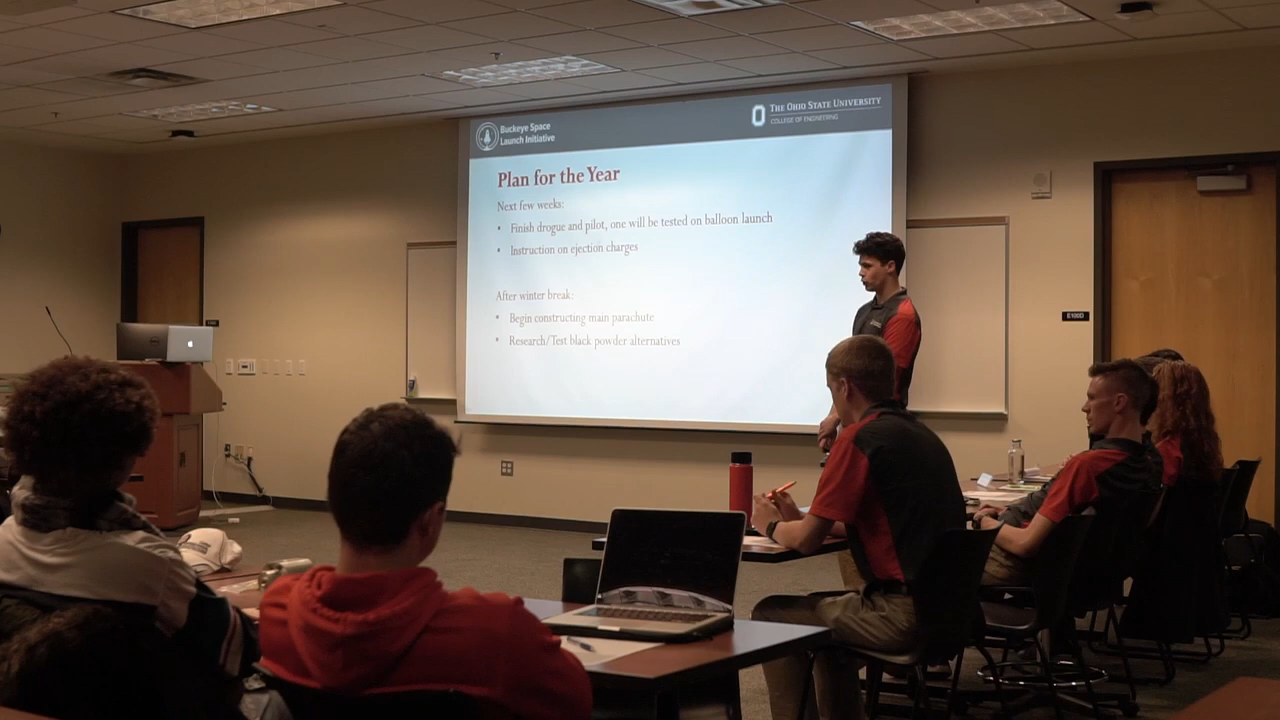 Buckeye Space
Launch Initiative
THE OHIO STATE UNIVERSITY
COLLEGE OF ENGINEERING
Plan for the Year
Next few weeks:
• Finish drogue and pilot, one will be tested on balloon launch
• Instruction on ejection charges
After winter break:
• Begin constructing main parachute
• Research/Test black powder alternatives
E100D